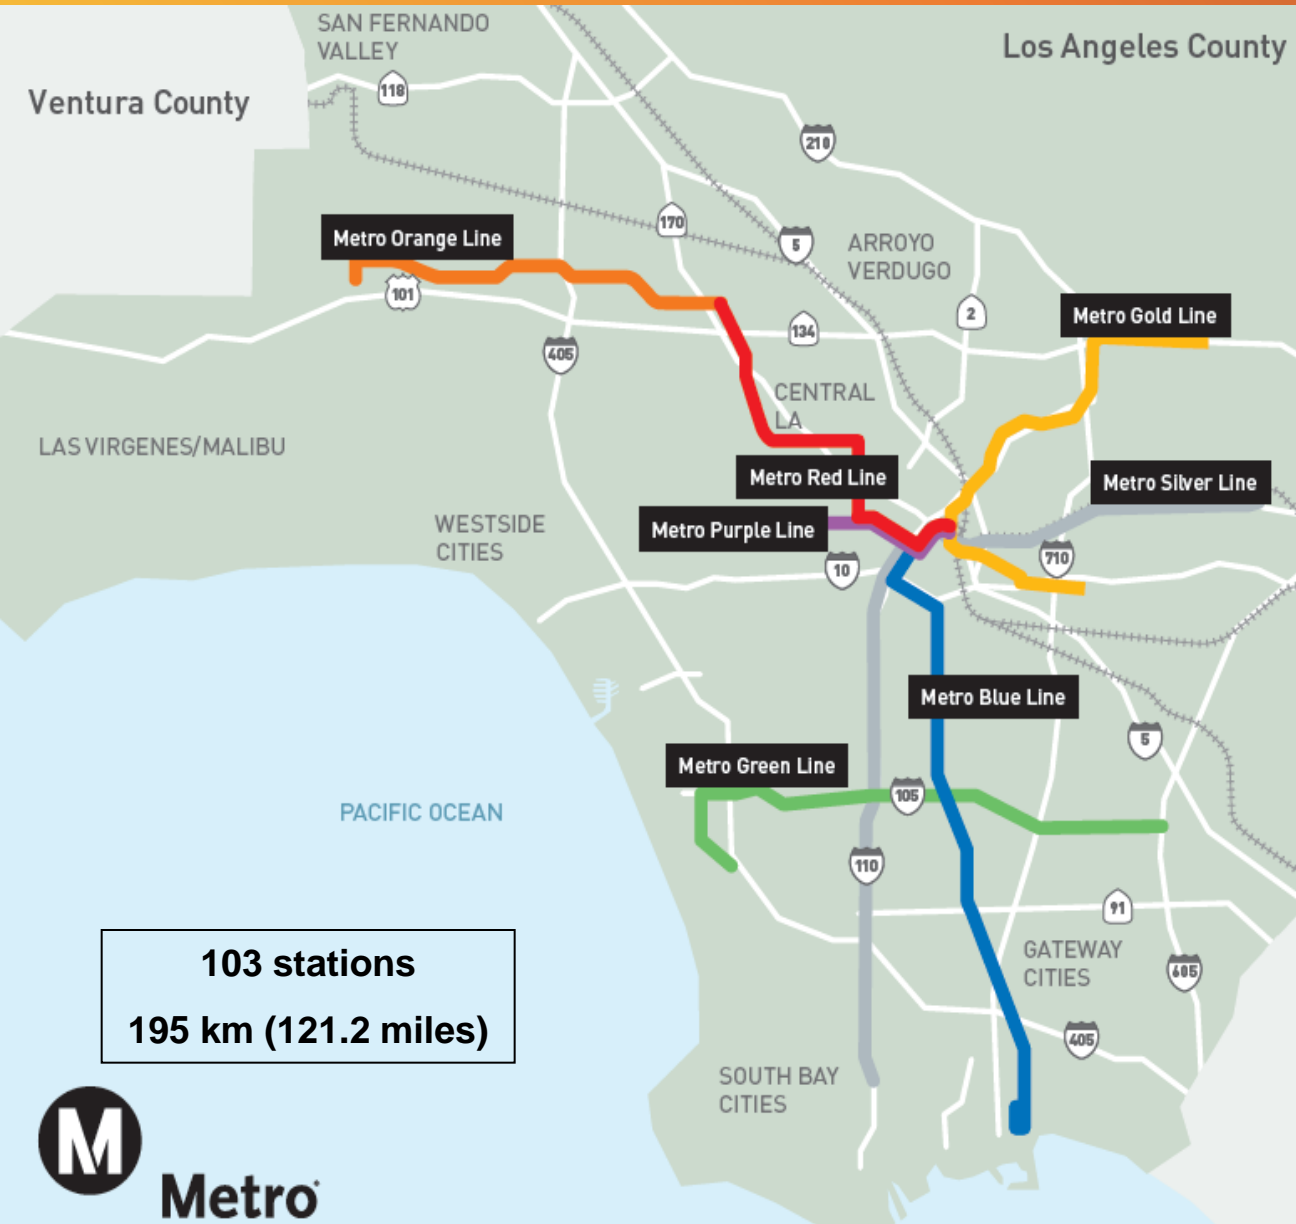 SAN FERNANDO
VALLEY
Los Angeles County
Ventura County
118
210
170
5
ARROYO
VERDUGO
Metro Orange Line
101
2
Metro Gold Line
134
405
CENTRAL
LA
LAS VIRGENES/MALIBU
Metro Red Line
Metro Silver Line
WESTSIDE
CITIES
Metro Purple Line
10
710
Metro Blue Line
5
Metro Green Line
105
PACIFIC OCEAN
110
91
GATEWAY
CITIES
103 stations
195 km (121.2 miles)
605
405
SOUTH BAY
CITIES
M
Metro